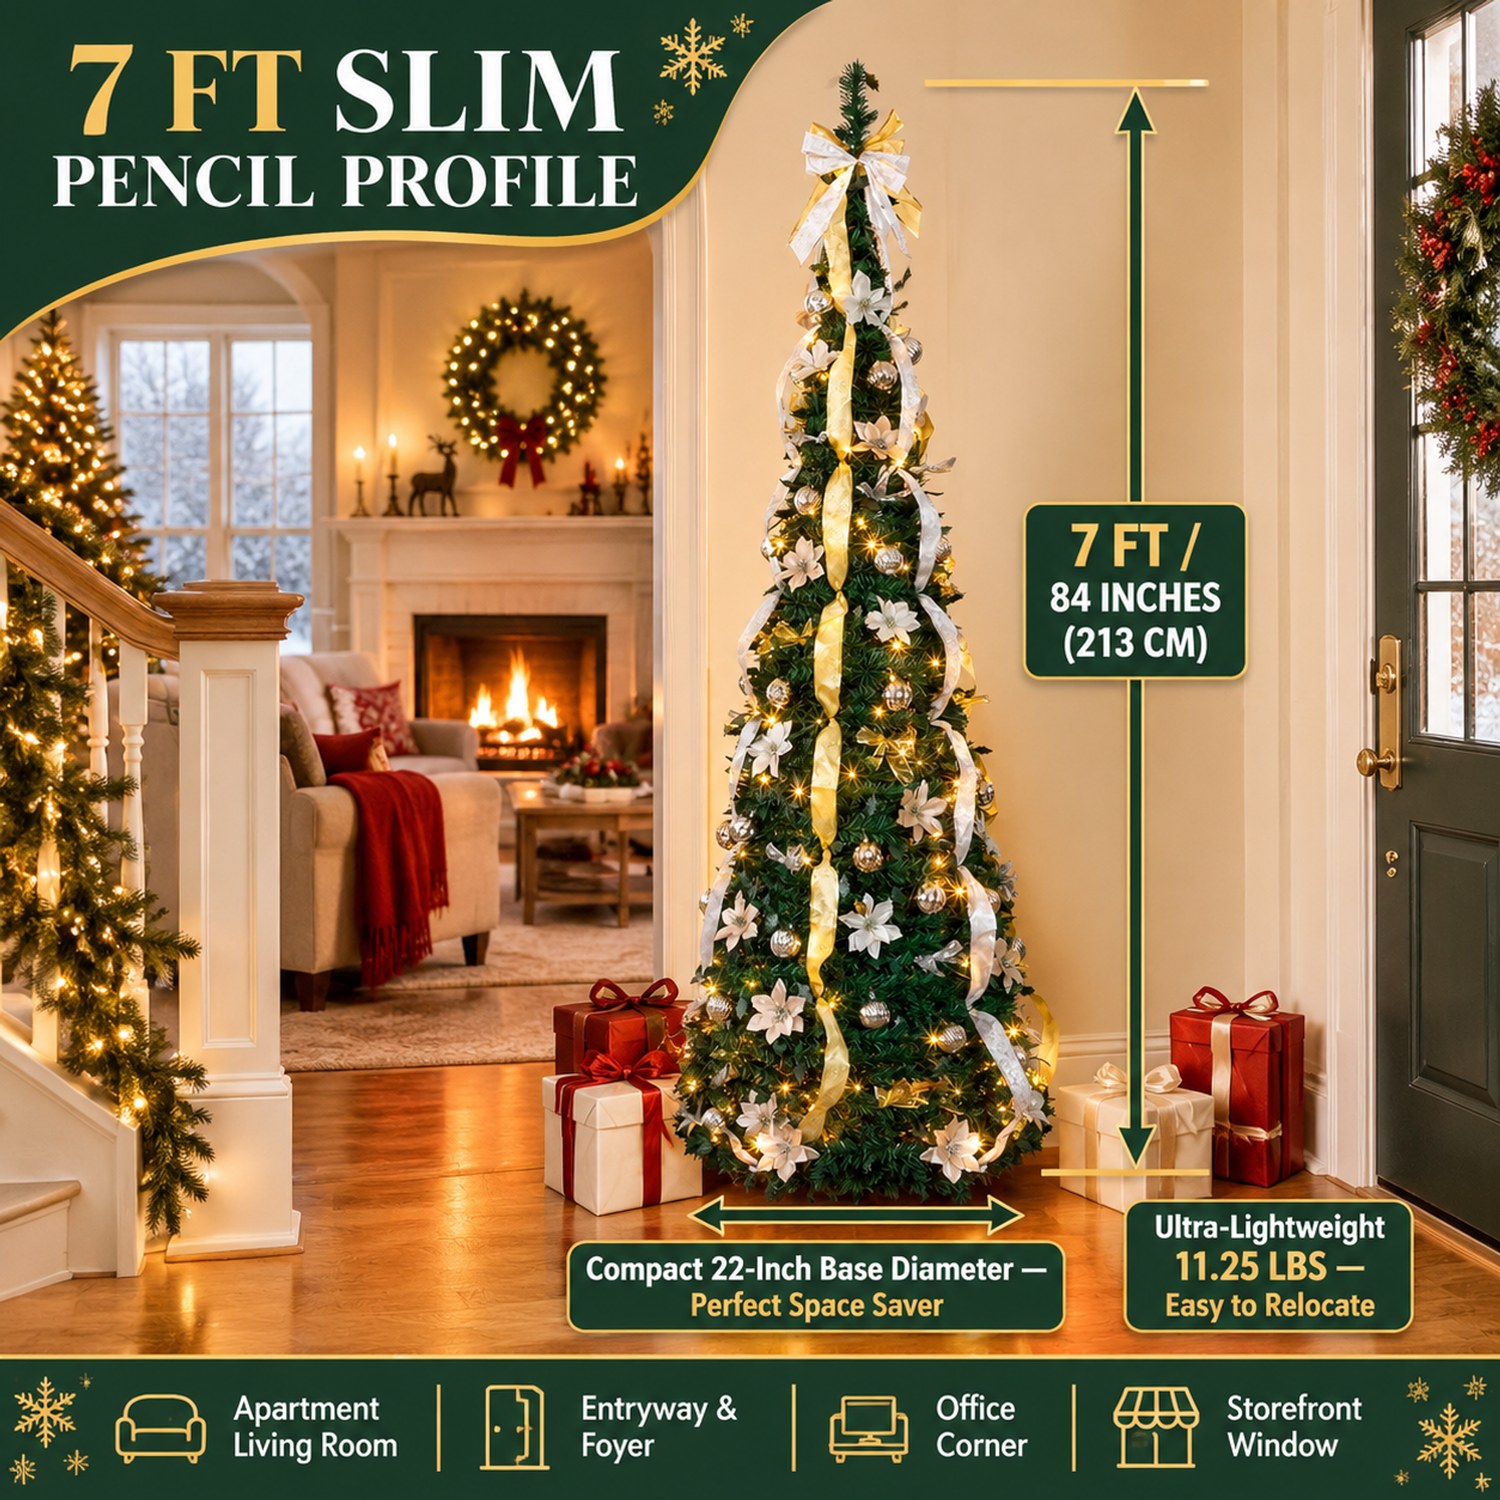 7 FT SLIM
PENCIL PROFILE
7 FT /
84 INCHES
(213 CM)
Compact 22-Inch Base Diameter —
Perfect Space Saver
Ultra-Lightweight
11.25 LBS —
Easy to Relocate
Apartment
Living Room
Entryway &
Foyer
Office
Corner
Storefront
Window